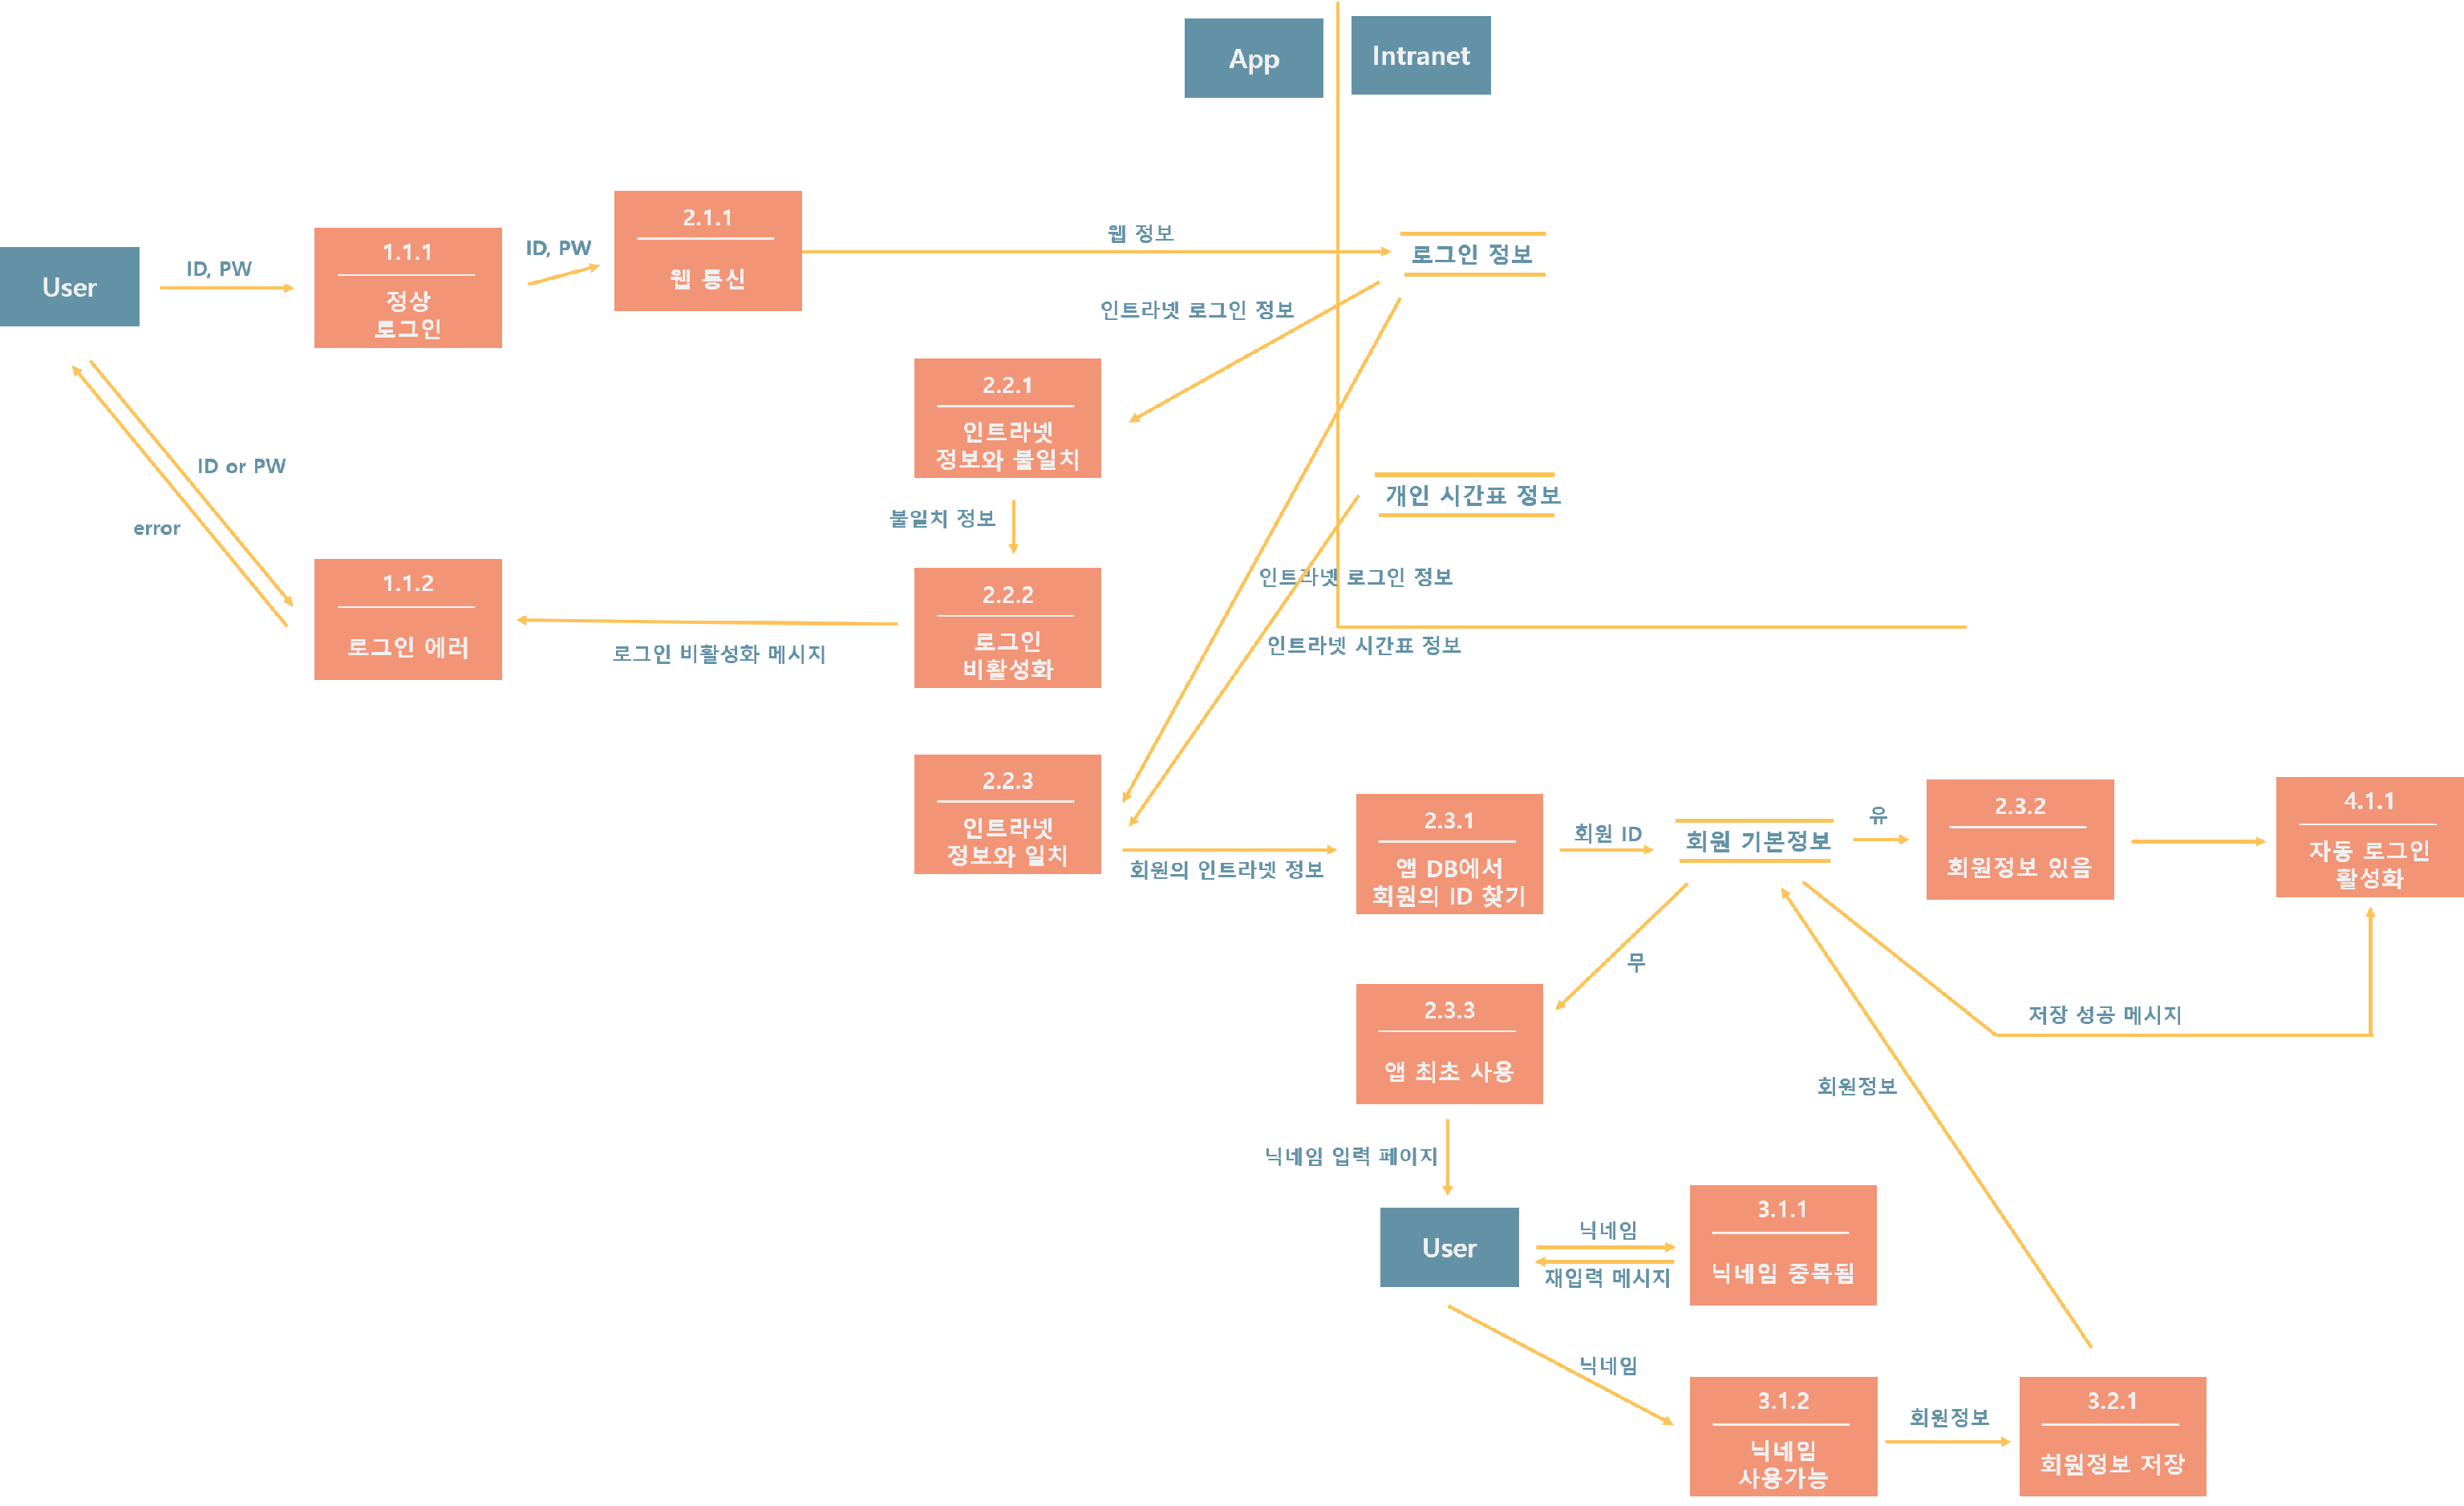 App
Intranet
User
ID, PW
1.1.1
정상
로그인
ID, PW
2.1.1
웹 통신
웹 정보
로그인 정보
인트라넷 로그인 정보
2.2.1
인트라넷
정보와 불일치
ID or PW
error
불일치 정보
개인 시간표 정보
1.1.2
로그인 에러
로그인 비활성화 메시지
2.2.2
로그인
비활성화
인트라넷 로그인 정보
인트라넷 시간표 정보
2.2.3
인트라넷
정보와 일치
회원의 인트라넷 정보
2.3.1
앱 DB에서
회원의 ID 찾기
회원 ID
회원 기본정보
유
2.3.2
회원정보 있음
4.1.1
자동 로그인
활성화
무
2.3.3
앱 최초 사용
저장 성공 메시지
회원정보
닉네임 입력 페이지
User
닉네임
재입력 메시지
3.1.1
닉네임 중복됨
닉네임
3.1.2
닉네임
사용가능
회원정보
3.2.1
회원정보 저장